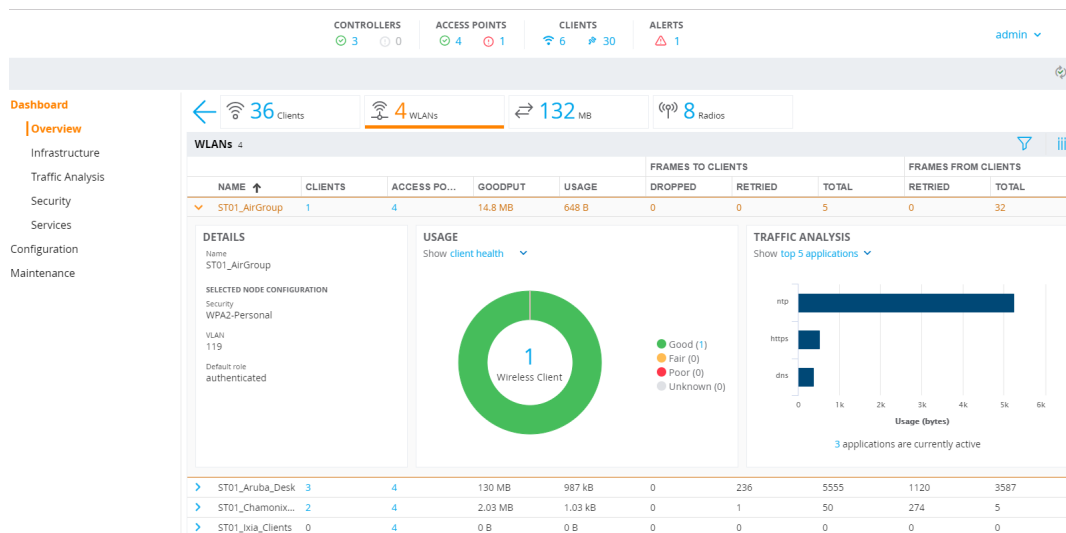 CONTROLLERS ACCESS POINTS CLIENTS ALERTS
3 0 4 1 6 30 1 admin
Dashboard
Overview
Infrastructure
Traffic Analysis
Security
Services
Configuration
Maintenance
36 Clients 4 WLANs 132 MB 8 Radios
WLANs 4
FRAMES TO CLIENTS FRAMES FROM CLIENTS
NAME CLIENTS ACCESS PO... GOODPUT USAGE DROPPED RETRIED TOTAL RETRIED TOTAL
ST01_AirGroup 1 4 14.8 MB 648 B 0 0 5 0 32
DETAILS
Name
ST01_AirGroup
SELECTED NODE CONFIGURATION
Security
WPA2-Personal
VLAN
119
Default role
authenticated
USAGE
Show client health
1
Wireless Client
Good (1)
Fair (0)
Poor (0)
Unknown (0)
TRAFFIC ANALYSIS
Show top 5 applications
ntp
https
dns
0 1k 2k 3k 4k 5k 6k
Usage (bytes)
3 applications are currently active
ST01_Aruba_Desk 3 4 130 MB 987 kB 0 236 5555 1120 3587
ST01_Chamonix... 2 4 2.03 MB 1.03 kB 0 1 50 274 5
ST01_Ixia_Clients 0 4 0 B 0 B 0 0 0 0 0